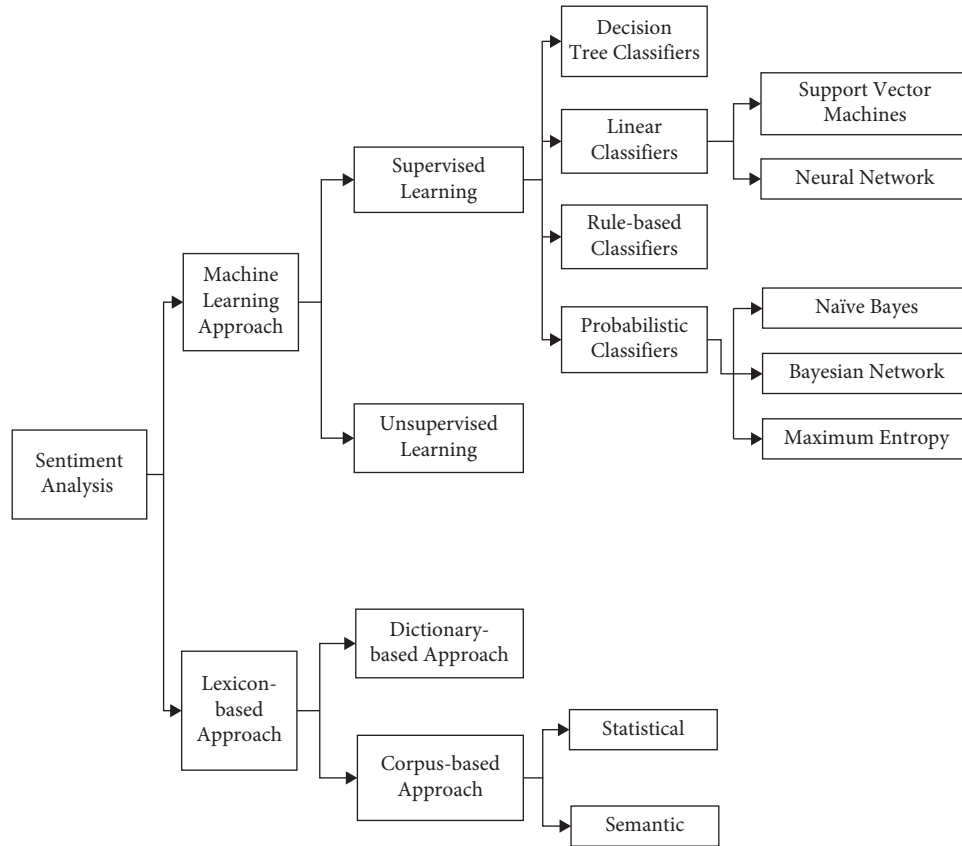 Decision
Tree Classifiers
Support Vector
Machines
Linear
Classifiers
Supervised
Learning
Neural Network
Rule-based
Classifiers
Machine
Learning
Approach
Naïve Bayes
Probabilistic
Classifiers
Bayesian Network
Unsupervised
Learning
Maximum Entropy
Sentiment
Analysis
Dictionary-
based Approach
Lexicon-
based
Approach
Statistical
Corpus-based
Approach
Semantic